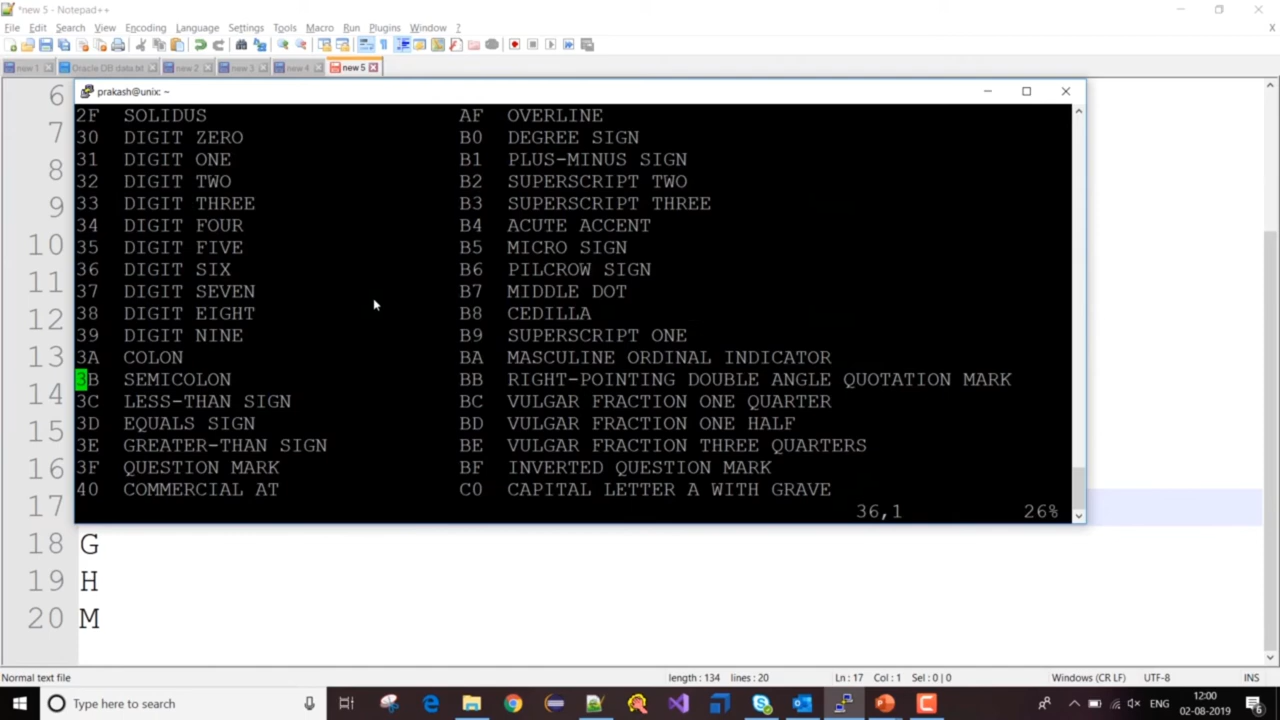 *new 5 - Notepad++
File Edit Search View Encoding Language Settings Tools Macro Run Plugins Window ?
new 1 Oracle DB data.txt new 2 new 3 new 4 new 5
prakash@unix: ~
6
7
8
9
10
11
12
13
14
15
16
17
18 G
19 H
20 M
2F SOLIDUS AF OVERLINE
30 DIGIT ZERO B0 DEGREE SIGN
31 DIGIT ONE B1 PLUS-MINUS SIGN
32 DIGIT TWO B2 SUPERSCRIPT TWO
33 DIGIT THREE B3 SUPERSCRIPT THREE
34 DIGIT FOUR B4 ACUTE ACCENT
35 DIGIT FIVE B5 MICRO SIGN
36 DIGIT SIX B6 PILCROW SIGN
37 DIGIT SEVEN B7 MIDDLE DOT
38 DIGIT EIGHT B8 CEDILLA
39 DIGIT NINE B9 SUPERSCRIPT ONE
3A COLON BA MASCULINE ORDINAL INDICATOR
3B SEMICOLON BB RIGHT-POINTING DOUBLE ANGLE QUOTATION MARK
3C LESS-THAN SIGN BC VULGAR FRACTION ONE QUARTER
3D EQUALS SIGN BD VULGAR FRACTION ONE HALF
3E GREATER-THAN SIGN BE VULGAR FRACTION THREE QUARTERS
3F QUESTION MARK BF INVERTED QUESTION MARK
40 COMMERCIAL AT C0 CAPITAL LETTER A WITH GRAVE
36,1 26%
Normal text file length : 134 lines : 20 Ln : 17 Col : 1 Sel : 0 | 0 Windows (CR LF) UTF-8 INS
Type here to search ENG 12:00
02-08-2019 6